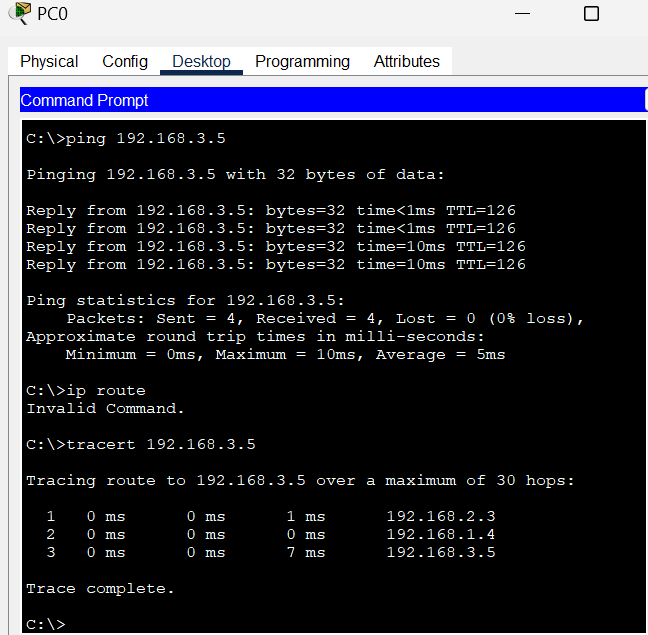 PC0
Physical Config Desktop Programming Attributes
Command Prompt
C:\>ping 192.168.3.5
Pinging 192.168.3.5 with 32 bytes of data:
Reply from 192.168.3.5: bytes=32 time<1ms TTL=126
Reply from 192.168.3.5: bytes=32 time<1ms TTL=126
Reply from 192.168.3.5: bytes=32 time=10ms TTL=126
Reply from 192.168.3.5: bytes=32 time=10ms TTL=126
Ping statistics for 192.168.3.5:
Packets: Sent = 4, Received = 4, Lost = 0 (0% loss),
Approximate round trip times in milli-seconds:
Minimum = 0ms, Maximum = 10ms, Average = 5ms
C:\>ip route
Invalid Command.
C:\>tracert 192.168.3.5
Tracing route to 192.168.3.5 over a maximum of 30 hops:
1 0 ms 0 ms 1 ms 192.168.2.3
2 0 ms 0 ms 0 ms 192.168.1.4
3 0 ms 0 ms 7 ms 192.168.3.5
Trace complete.
C:\>